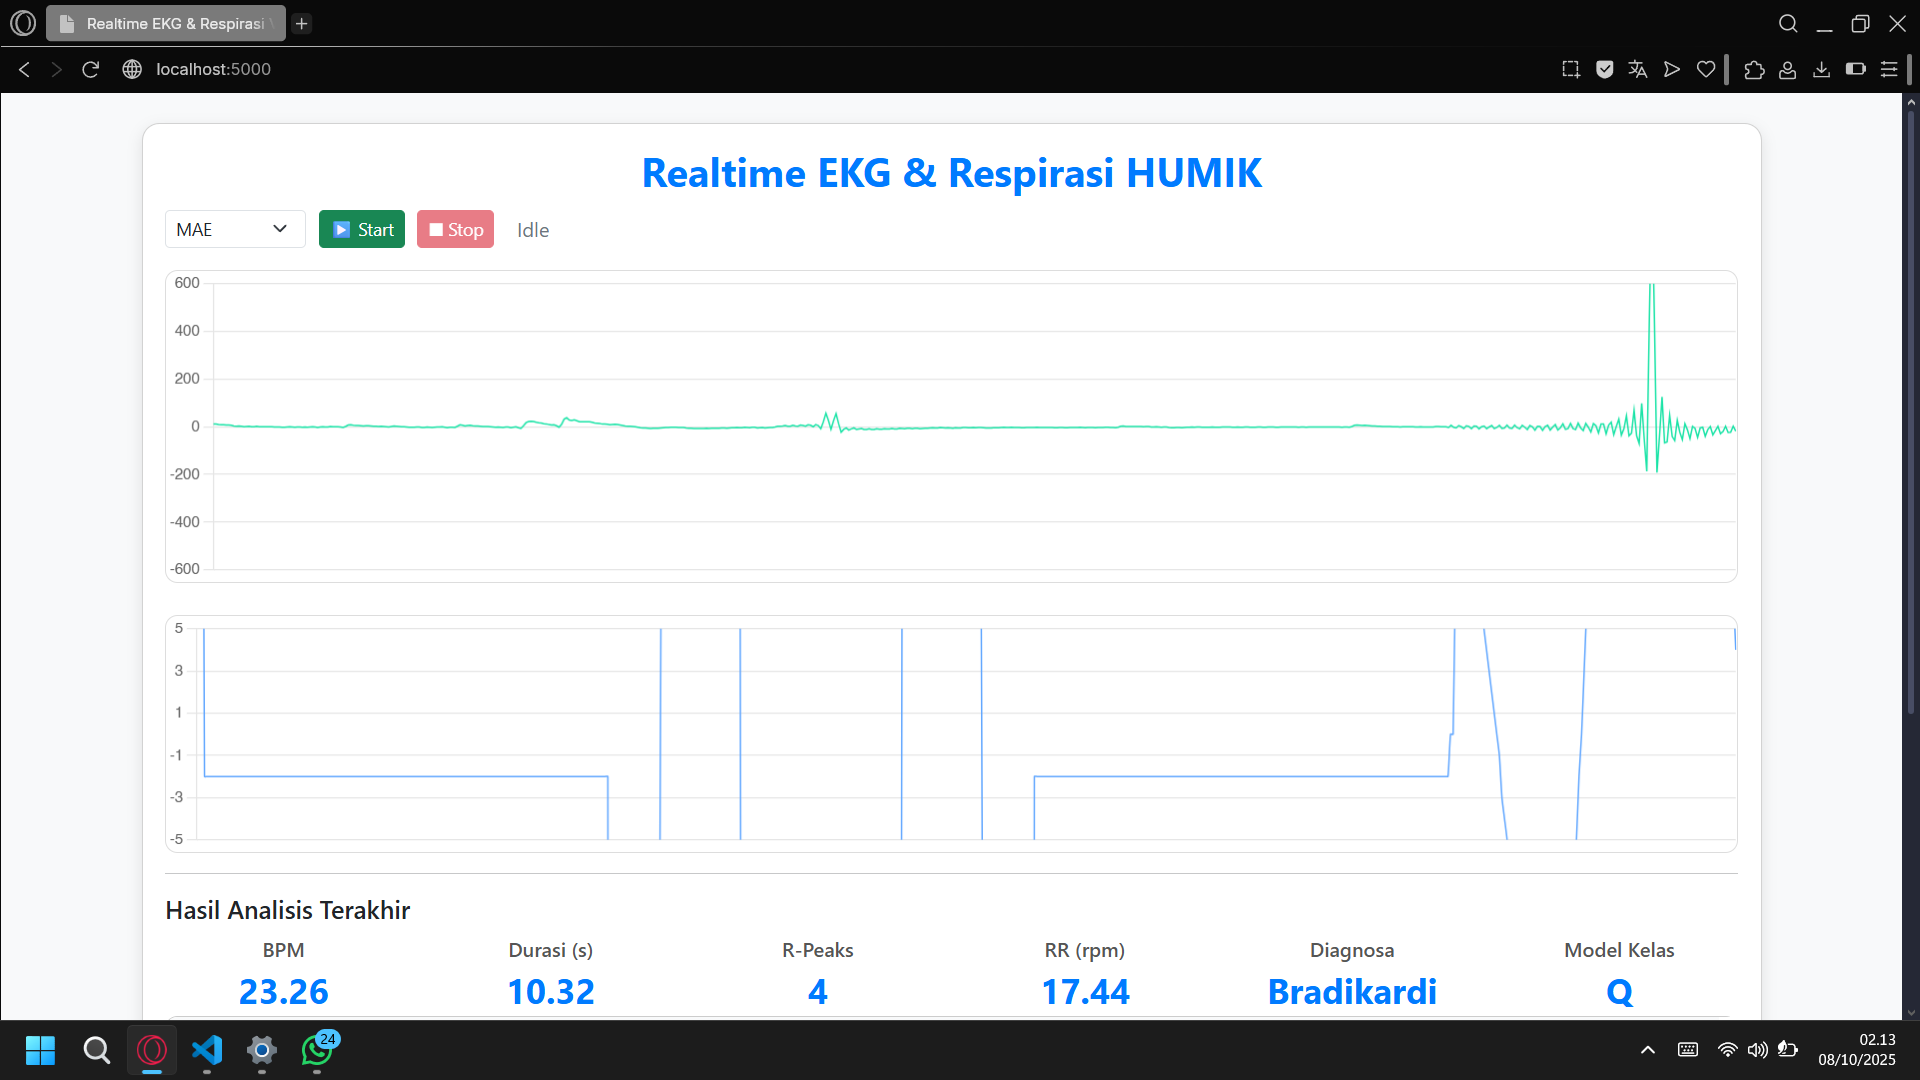 Realtime EKG & Respirasi
localhost:5000
Realtime EKG & Respirasi HUMIK
MAE
Start
Stop
Idle
600
400
200
0
-200
-400
-600
5
3
1
-1
-3
-5
Hasil Analisis Terakhir
BPM Durasi (s) R-Peaks RR (rpm) Diagnosa Model Kelas
23.26 10.32 4 17.44 Bradikardi Q
24
02.13
08/10/2025